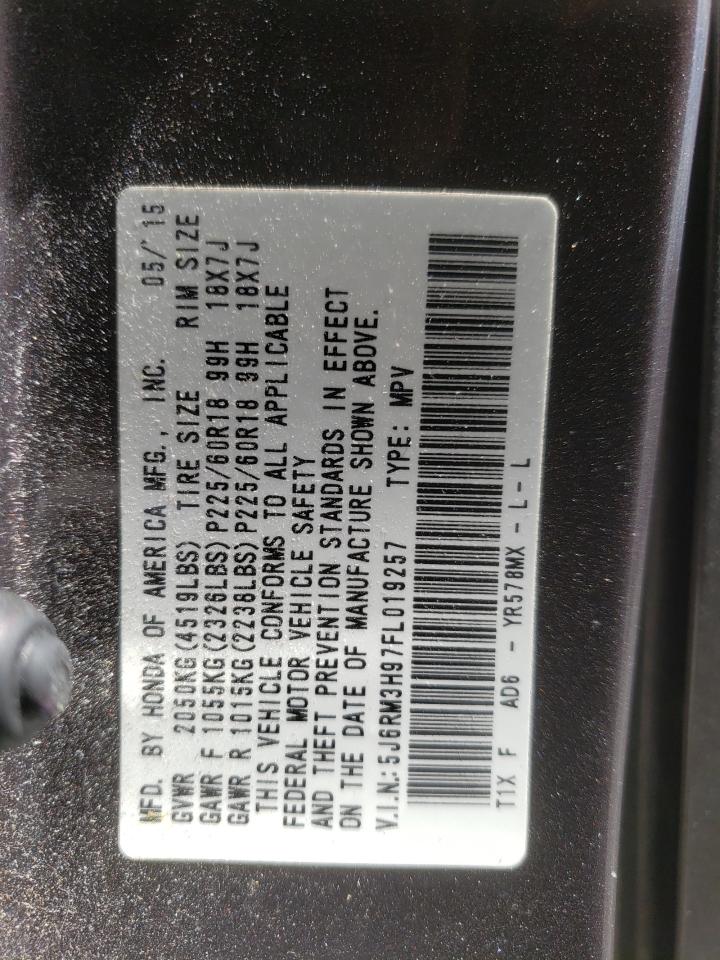 MFD. BY HONDA OF AMERICA MFG., INC. 05/'15
GVWR 2050KG(4519LBS) TIRE SIZE RIM SIZE
GAWR F 1055KG(2326LBS)P225/60R18 99H 18X7J
GAWR R 1015KG(2238LBS)P225/60R18 99H 18X7J
THIS VEHICLE CONFORMS TO ALL APPLICABLE
FEDERAL MOTOR VEHICLE SAFETY
AND THEFT PREVENTION STANDARDS IN EFFECT
ON THE DATE OF MANUFACTURE SHOWN ABOVE.
V.I.N.:5J6RM3H97FL019257 TYPE: MPV
T1X F AD6 - YR578MX - L - L